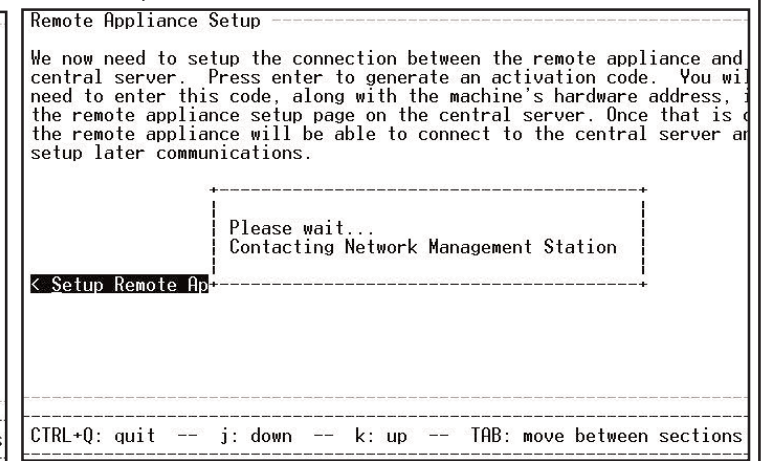 Remote Appliance Setup
We now need to setup the connection between the remote appliance and
central server. Press enter to generate an activation code. You
need to enter this code, along with the machine's hardware address,
the remote appliance setup page on the central server. Once that is
the remote appliance will be able to connect to the central server
setup later communications.
Please wait...
Contacting Network Management Station
< Setup Remote Ap
CTRL+Q: quit -- j: down -- k: up -- TAB: move between sections